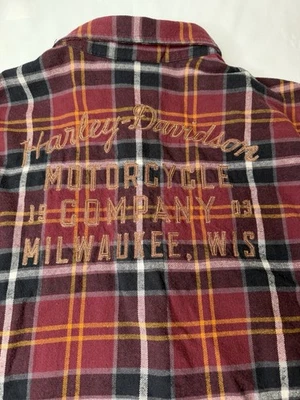 Harley-Davidson
MOTORCYCLE
19 COMPANY 03
MILWAUKEE, WIS